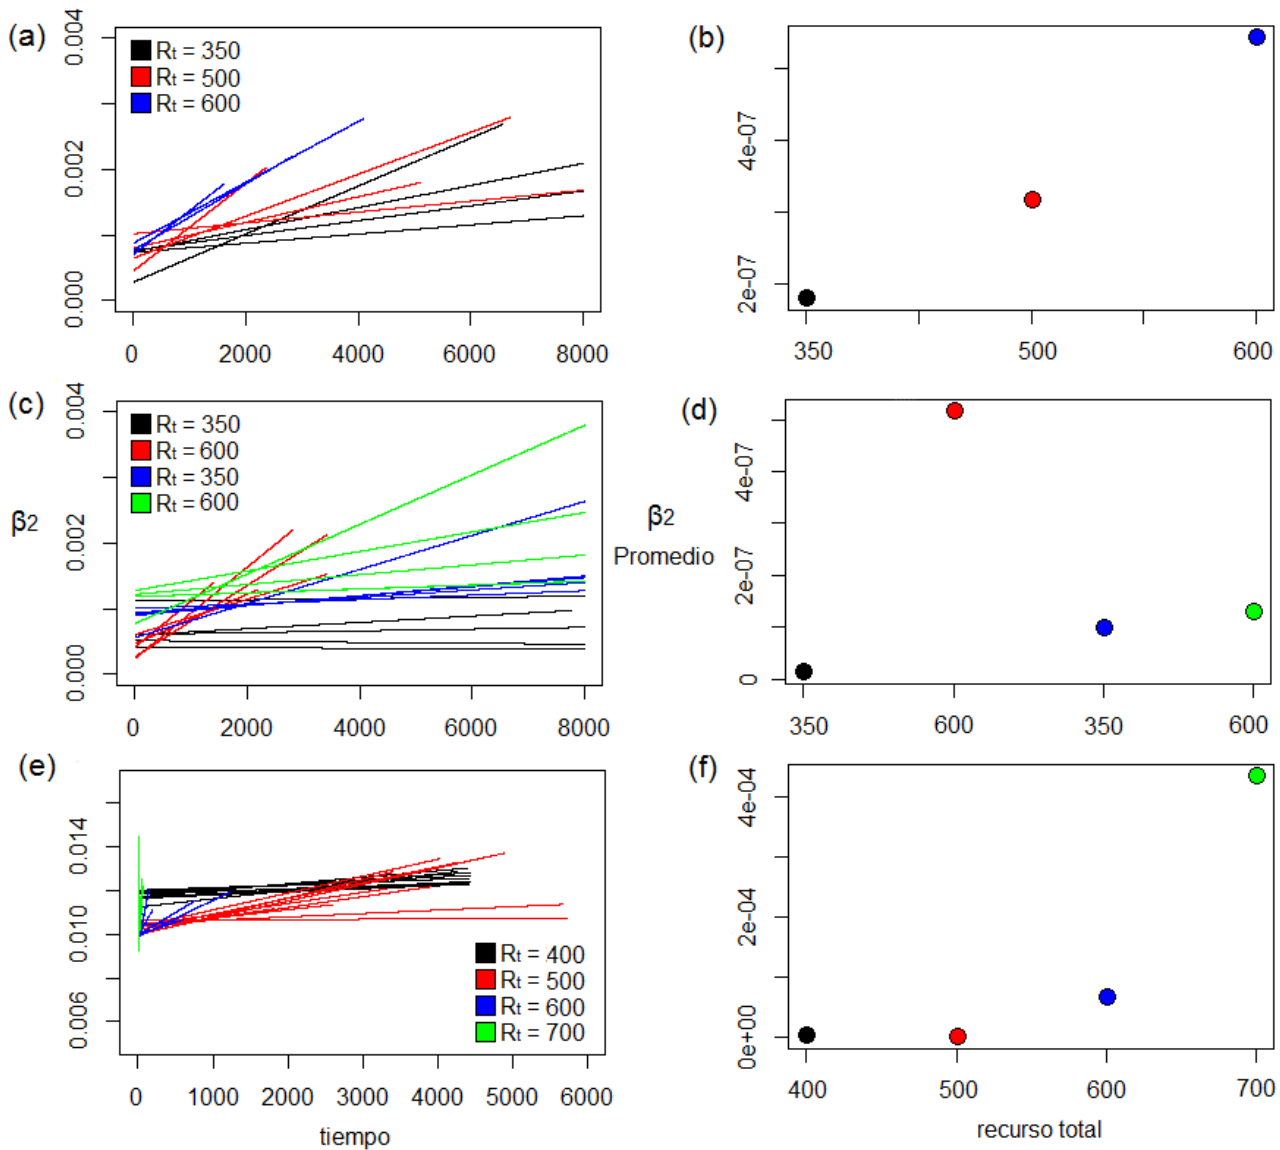 (a)
0.004
0.002
0.000
Rt = 350
Rt = 500
Rt = 600
0 2000 4000 6000 8000
(b)
4e-07
2e-07
350 500 600
(c)
0.004
0.002
0.000
β2
Rt = 350
Rt = 600
Rt = 350
Rt = 600
0 2000 4000 6000 8000
(d)
4e-07
2e-07
0
β2
Promedio
350 600 350 600
(e)
0.014
0.010
0.006
Rt = 400
Rt = 500
Rt = 600
Rt = 700
0 1000 2000 3000 4000 5000 6000
tiempo
(f)
4e-04
2e-04
0e+00
400 500 600 700
recurso total